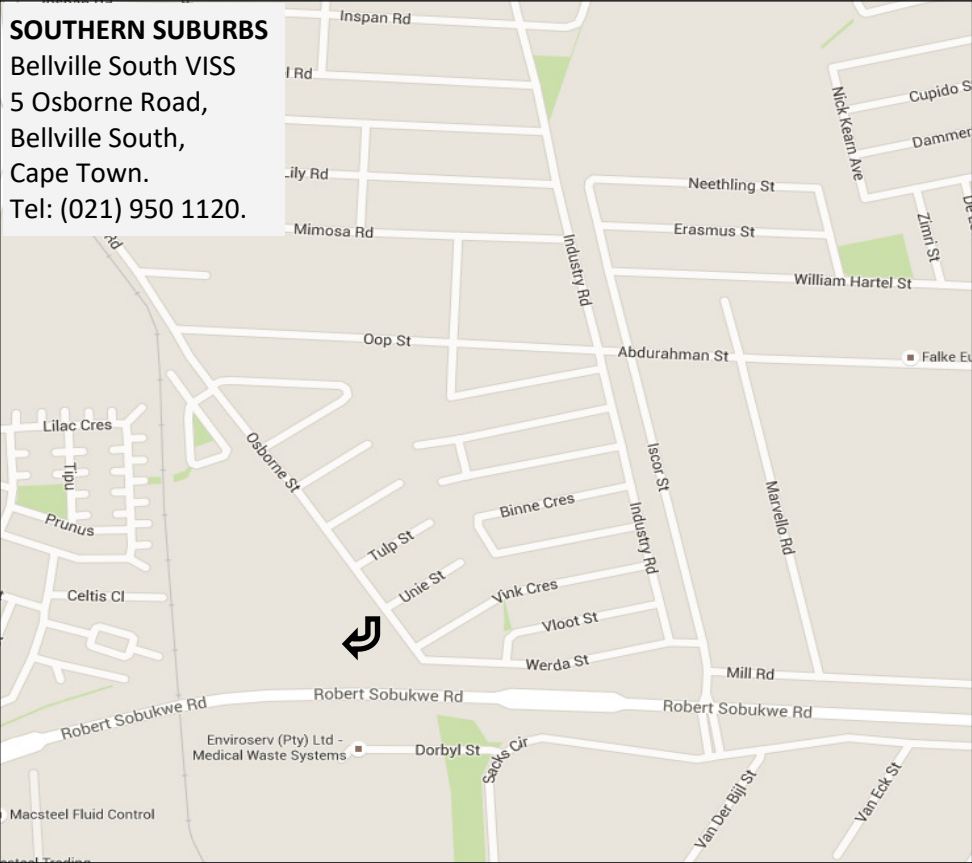 SOUTHERN SUBURBS
Bellville South VISS
5 Osborne Road,
Bellville South,
Cape Town.
Tel: (021) 950 1120.
Inspan Rd
Rd
Lily Rd
Mimosa Rd
Rd
Industry Rd
Nick Kearn Ave
Cupido S
Dammer
Neethling St
Erasmus St
Zimri St
William Hartel St
Oop St
Abdurahman St
Falke Eu
Lilac Cres
Tipu
Prunus
Osborne St
Iscor St
Marvello Rd
Binne Cres
Industry Rd
Tulp St
Unie St
Vink Cres
Vloot St
Werda St
Celtis Cl
Mill Rd
Robert Sobukwe Rd
Robert Sobukwe Rd
Robert Sobukwe Rd
Enviroserv (Pty) Ltd -
Medical Waste Systems
Dorbyl St
Sacks Cir
Van Der Bijl St
Van Eck St
Macsteel Fluid Control